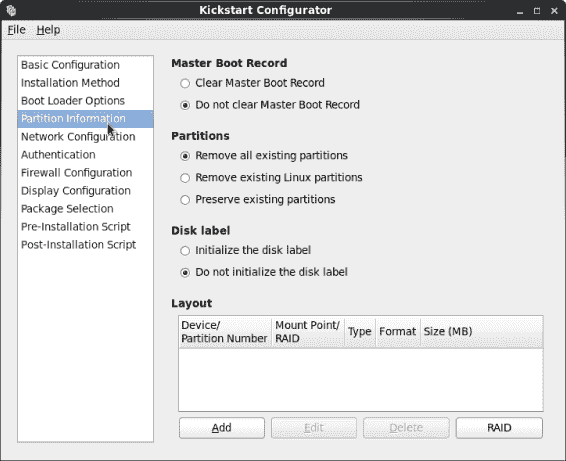 Kickstart Configurator
File Help
Basic Configuration
Installation Method
Boot Loader Options
Partition Information
Network Configuration
Authentication
Firewall Configuration
Display Configuration
Package Selection
Pre-Installation Script
Post-Installation Script
Master Boot Record
Clear Master Boot Record
Do not clear Master Boot Record
Partitions
Remove all existing partitions
Remove existing Linux partitions
Preserve existing partitions
Disk label
Initialize the disk label
Do not initialize the disk label
Layout
Device/
Partition Number
Mount Point/
RAID
Type
Format
Size (MB)
Add
Edit
Delete
RAID